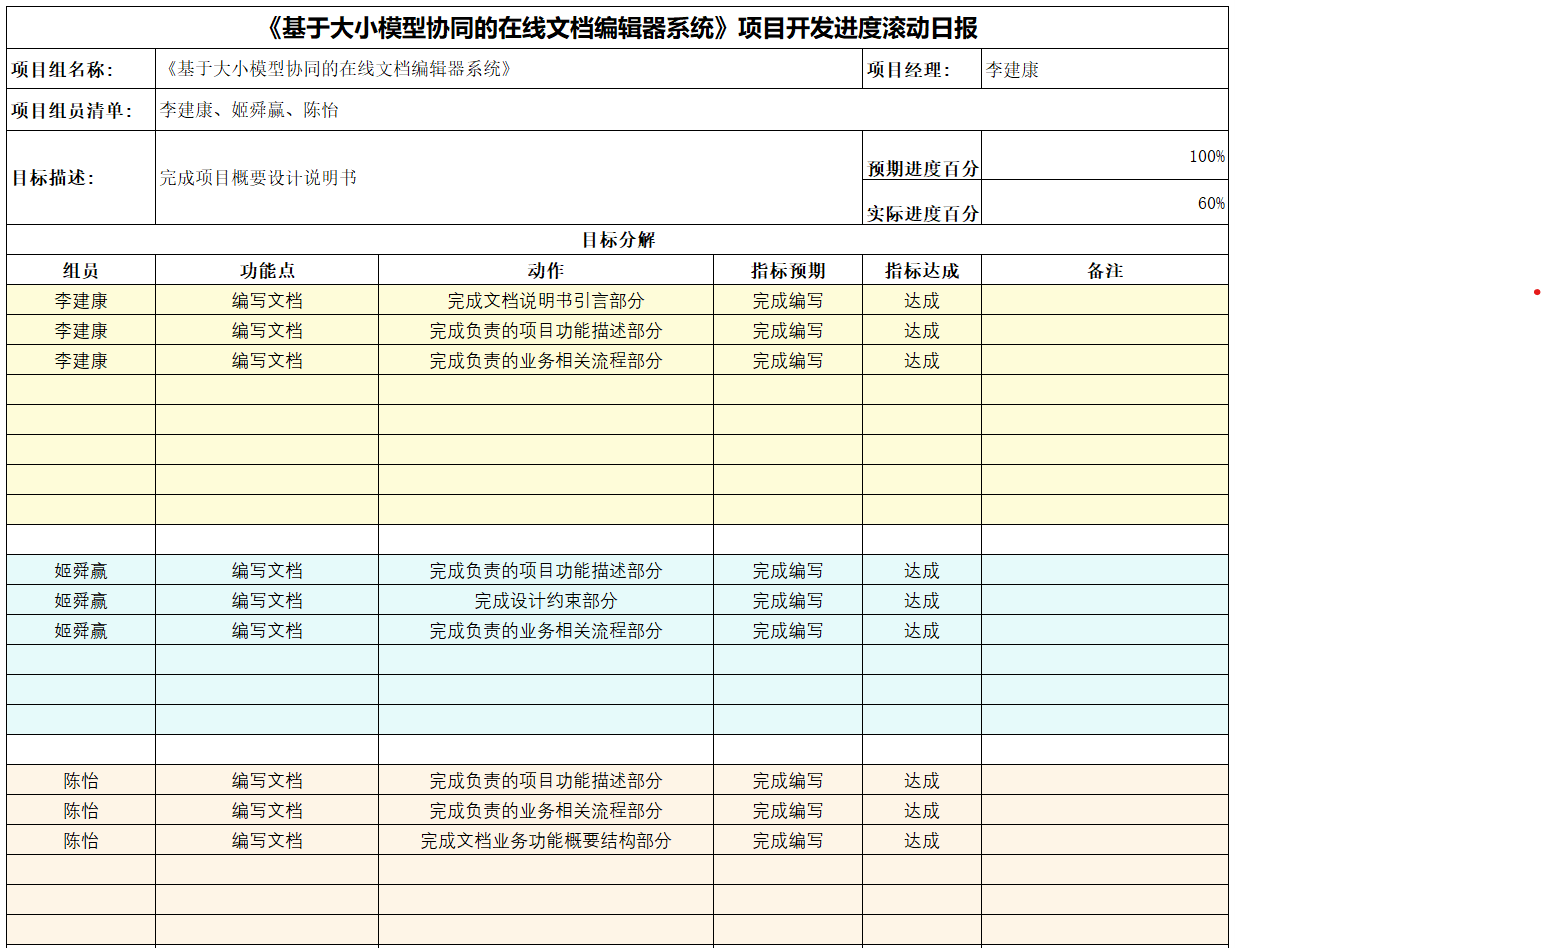 《基于大小模型协同的在线文档编辑器系统》项目开发进度滚动日报
项目组名称： 《基于大小模型协同的在线文档编辑器系统》 项目经理： 李建康
项目组员清单： 李建康、姬舜赢、陈怡
目标描述： 完成项目概要设计说明书 预期进度百分 100%
实际进度百分 60%
目标分解
组员 功能点 动作 指标预期 指标达成 备注
李建康 编写文档 完成文档说明书引言部分 完成编写 达成
李建康 编写文档 完成负责的项目功能描述部分 完成编写 达成
李建康 编写文档 完成负责的业务相关流程部分 完成编写 达成
姬舜赢 编写文档 完成负责的项目功能描述部分 完成编写 达成
姬舜赢 编写文档 完成设计约束部分 完成编写 达成
姬舜赢 编写文档 完成负责的业务相关流程部分 完成编写 达成
陈怡 编写文档 完成负责的项目功能描述部分 完成编写 达成
陈怡 编写文档 完成负责的业务相关流程部分 完成编写 达成
陈怡 编写文档 完成文档业务功能概要结构部分 完成编写 达成